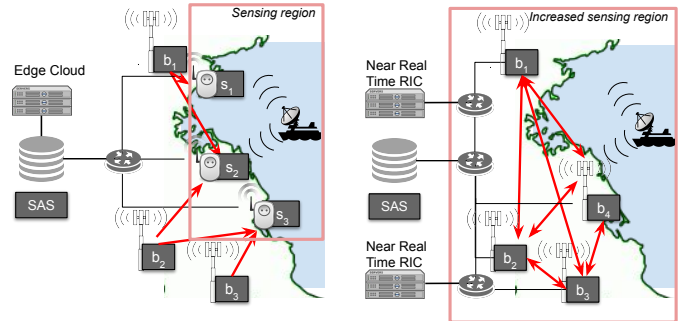 Sensing region
b1
Edge Cloud
s1
s2
SAS
s3
b2
b3
Increased sensing region
b1
Near Real
Time RIC
SAS
b4
Near Real
Time RIC
b2
b3